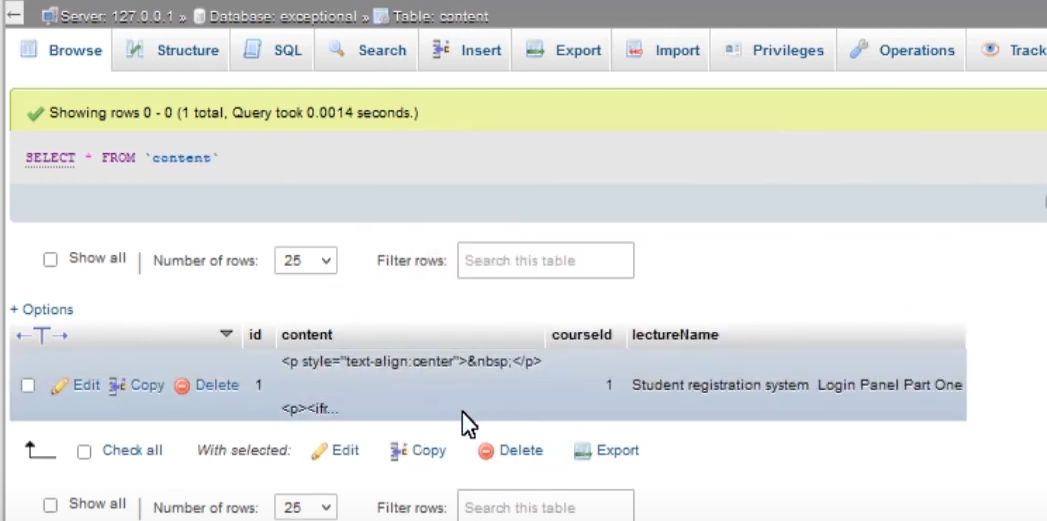 Server: 127.0.0.1 » Database: exceptional » Table: content
Browse Structure SQL Search Insert Export Import Privileges Operations Track
Showing rows 0 - 0 (1 total, Query took 0.0014 seconds.)
SELECT * FROM `content`
Show all | Number of rows: 25 Filter rows: Search this table
+ Options
←T→ id content courseId lectureName
<p style="text-align:center">&nbsp;</p>
Edit Copy Delete 1 1 Student registration system Login Panel Part One
<p><ifr...
Check all With selected: Edit Copy Delete Export
Show all | Number of rows: 25 Filter rows: Search this table